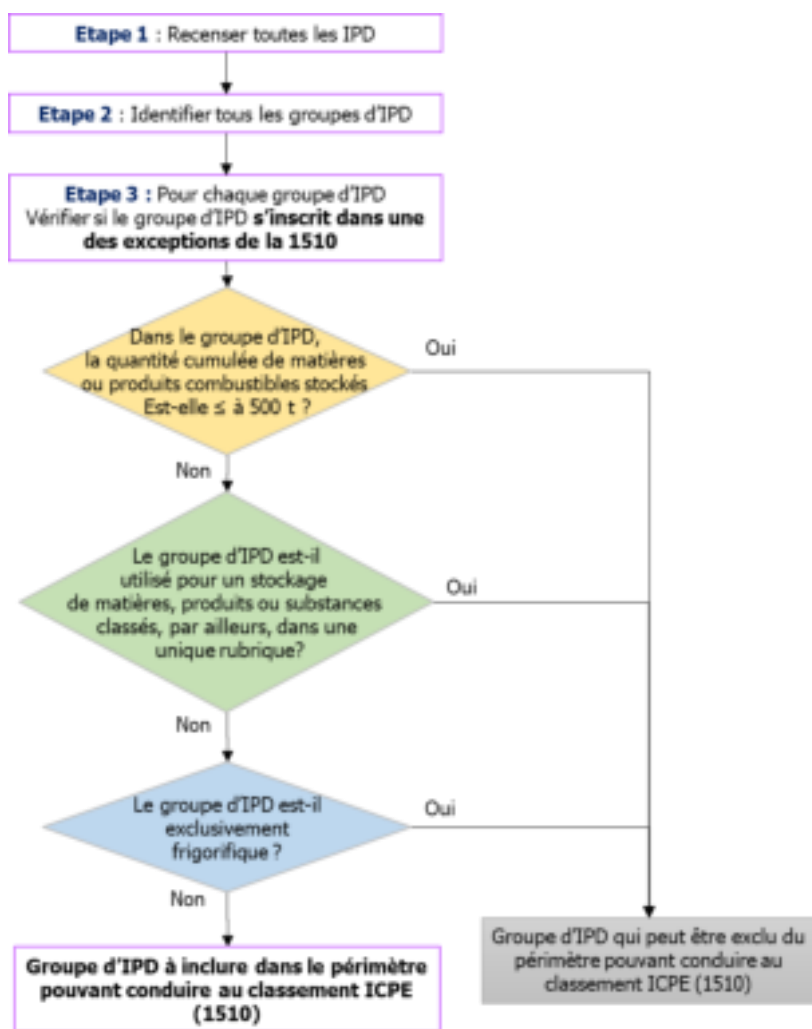 Etape 1 : Recenser toutes les IPD
Etape 2 : Identifier tous les groupes d'IPD
Etape 3 : Pour chaque groupe d'IPD
Vérifier si le groupe d'IPD s'inscrit dans une
des exceptions de la 1510
Dans le groupe d'IPD,
la quantité cumulée de matières
ou produits combustibles stockés
Est-elle ≤ à 500 t ?
Oui
Non
Le groupe d'IPD est-il
utilisé pour un stockage
de matières, produits ou substances
classés, par ailleurs, dans une
unique rubrique?
Oui
Non
Le groupe d'IPD est-il
exclusivement
frigorifique ?
Oui
Non
Groupe d'IPD à inclure dans le périmètre
pouvant conduire au classement ICPE
(1510)
Groupe d'IPD qui peut être exclu du
périmètre pouvant conduire au
classement ICPE (1510)